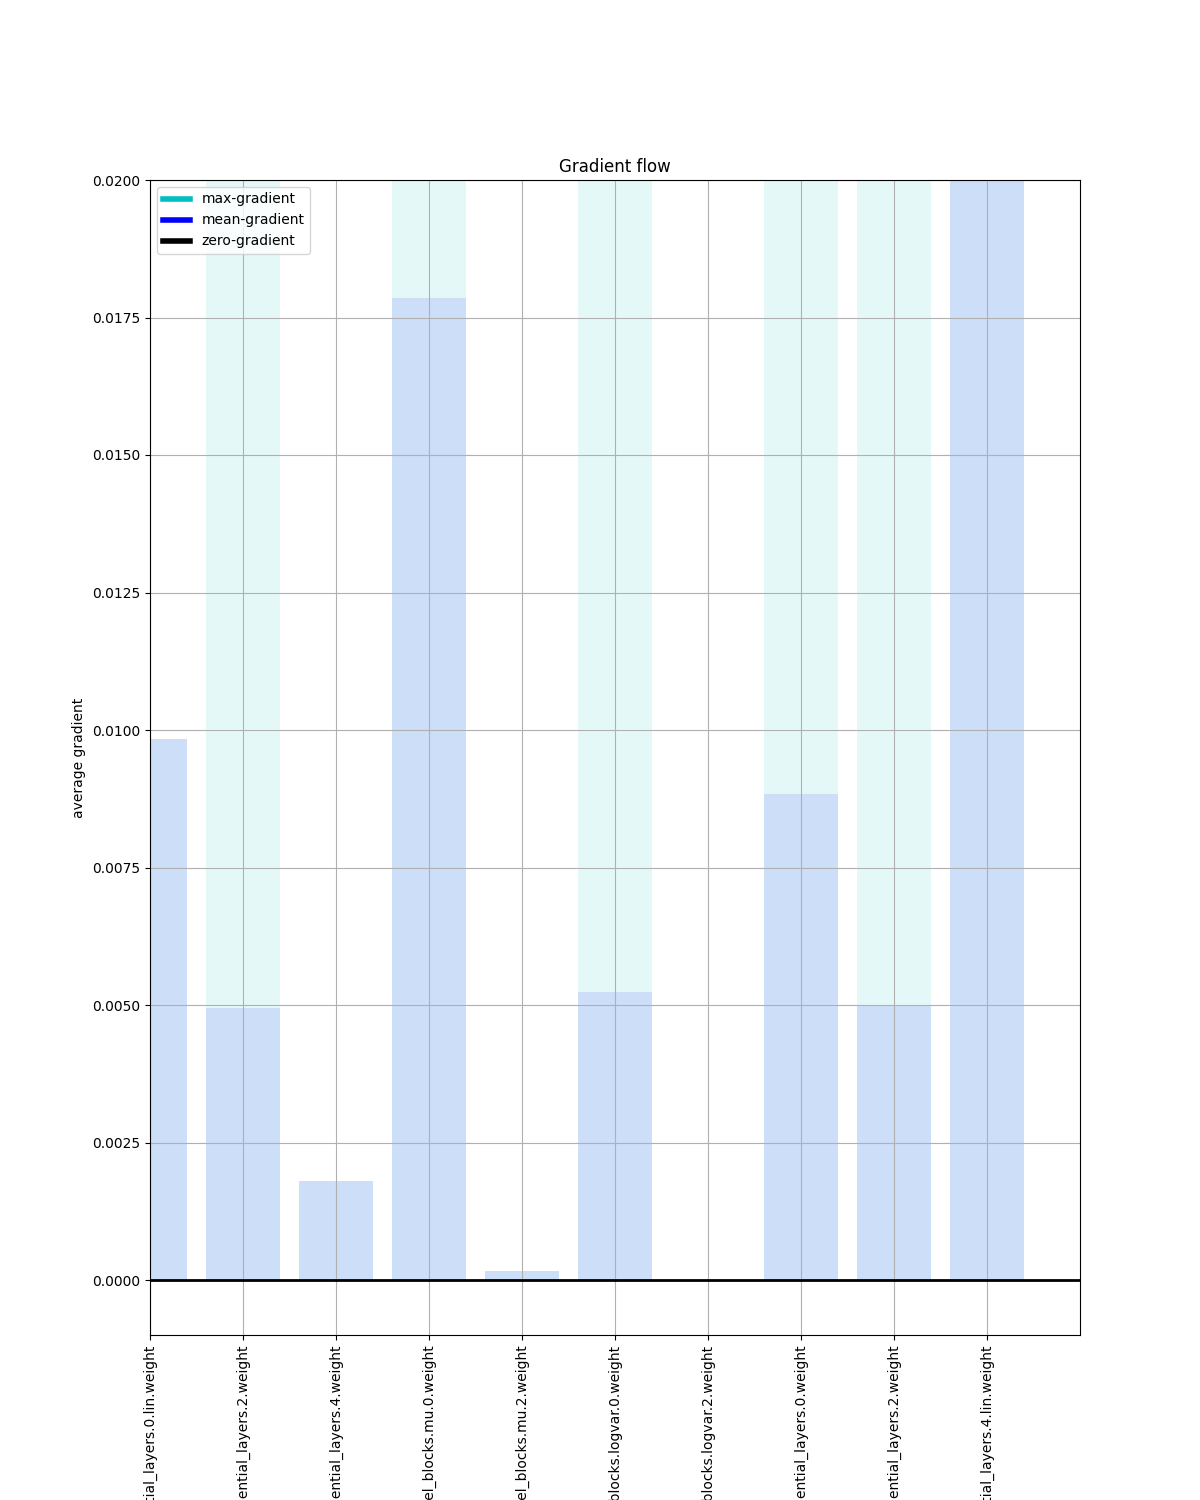 Gradient flow
max-gradient
mean-gradient
zero-gradient
0.0200
0.0175
0.0150
0.0125
0.0100
0.0075
0.0050
0.0025
0.0000
average gradient
tial_layers.0.lin.weight
ential_layers.2.weight
ential_layers.4.weight
el_blocks.mu.0.weight
el_blocks.mu.2.weight
blocks.logvar.0.weight
blocks.logvar.2.weight
ential_layers.0.weight
ential_layers.2.weight
tial_layers.4.lin.weight